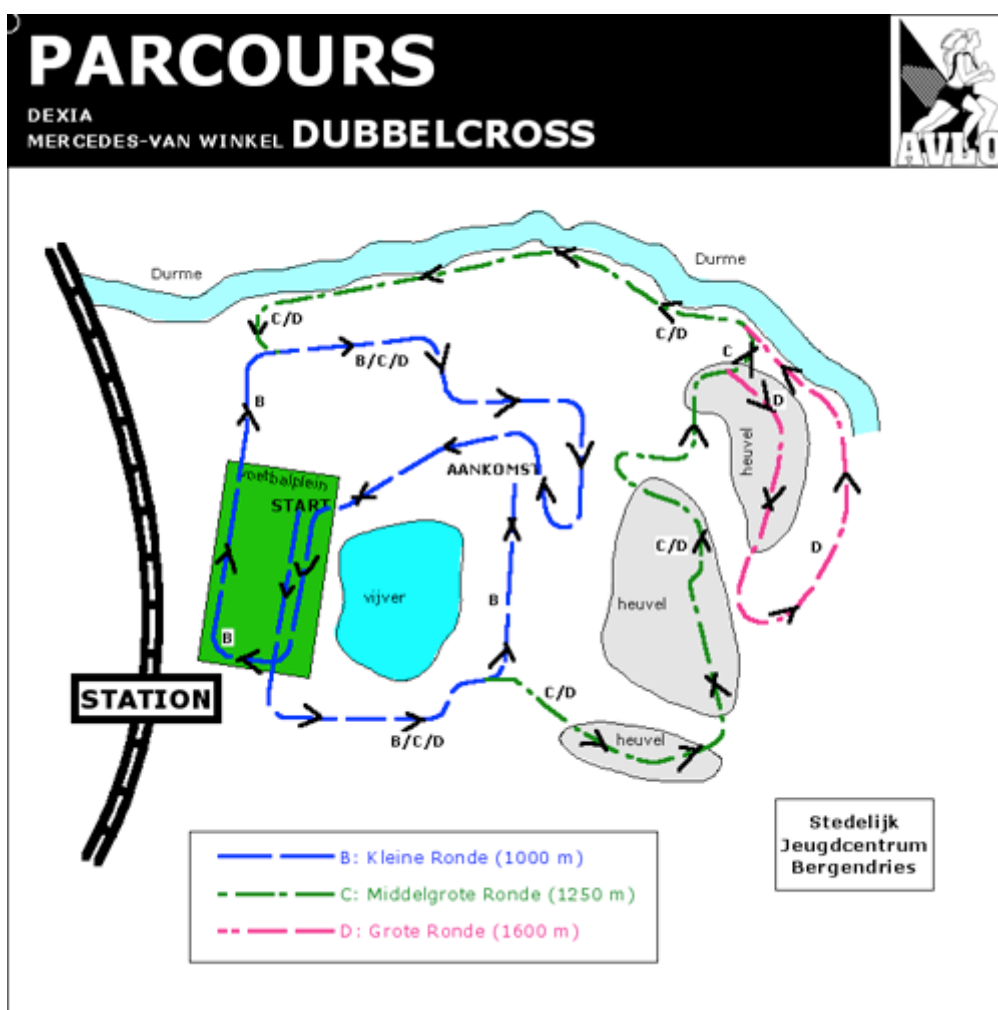 PARCOURS
DEXIA
MERCEDES-VAN WINKEL DUBBELCROSS
AVLO
Durme
Durme
C/D
C/D
B/C/D
C
B
D
heuvel
voetbalplein
AANKOMST
START
C/D
D
vijver
B
heuvel
B
STATION
C/D
B/C/D
heuvel
Stedelijk
Jeugdcentrum
Bergendries
B: Kleine Ronde (1000 m)
C: Middelgrote Ronde (1250 m)
D: Grote Ronde (1600 m)